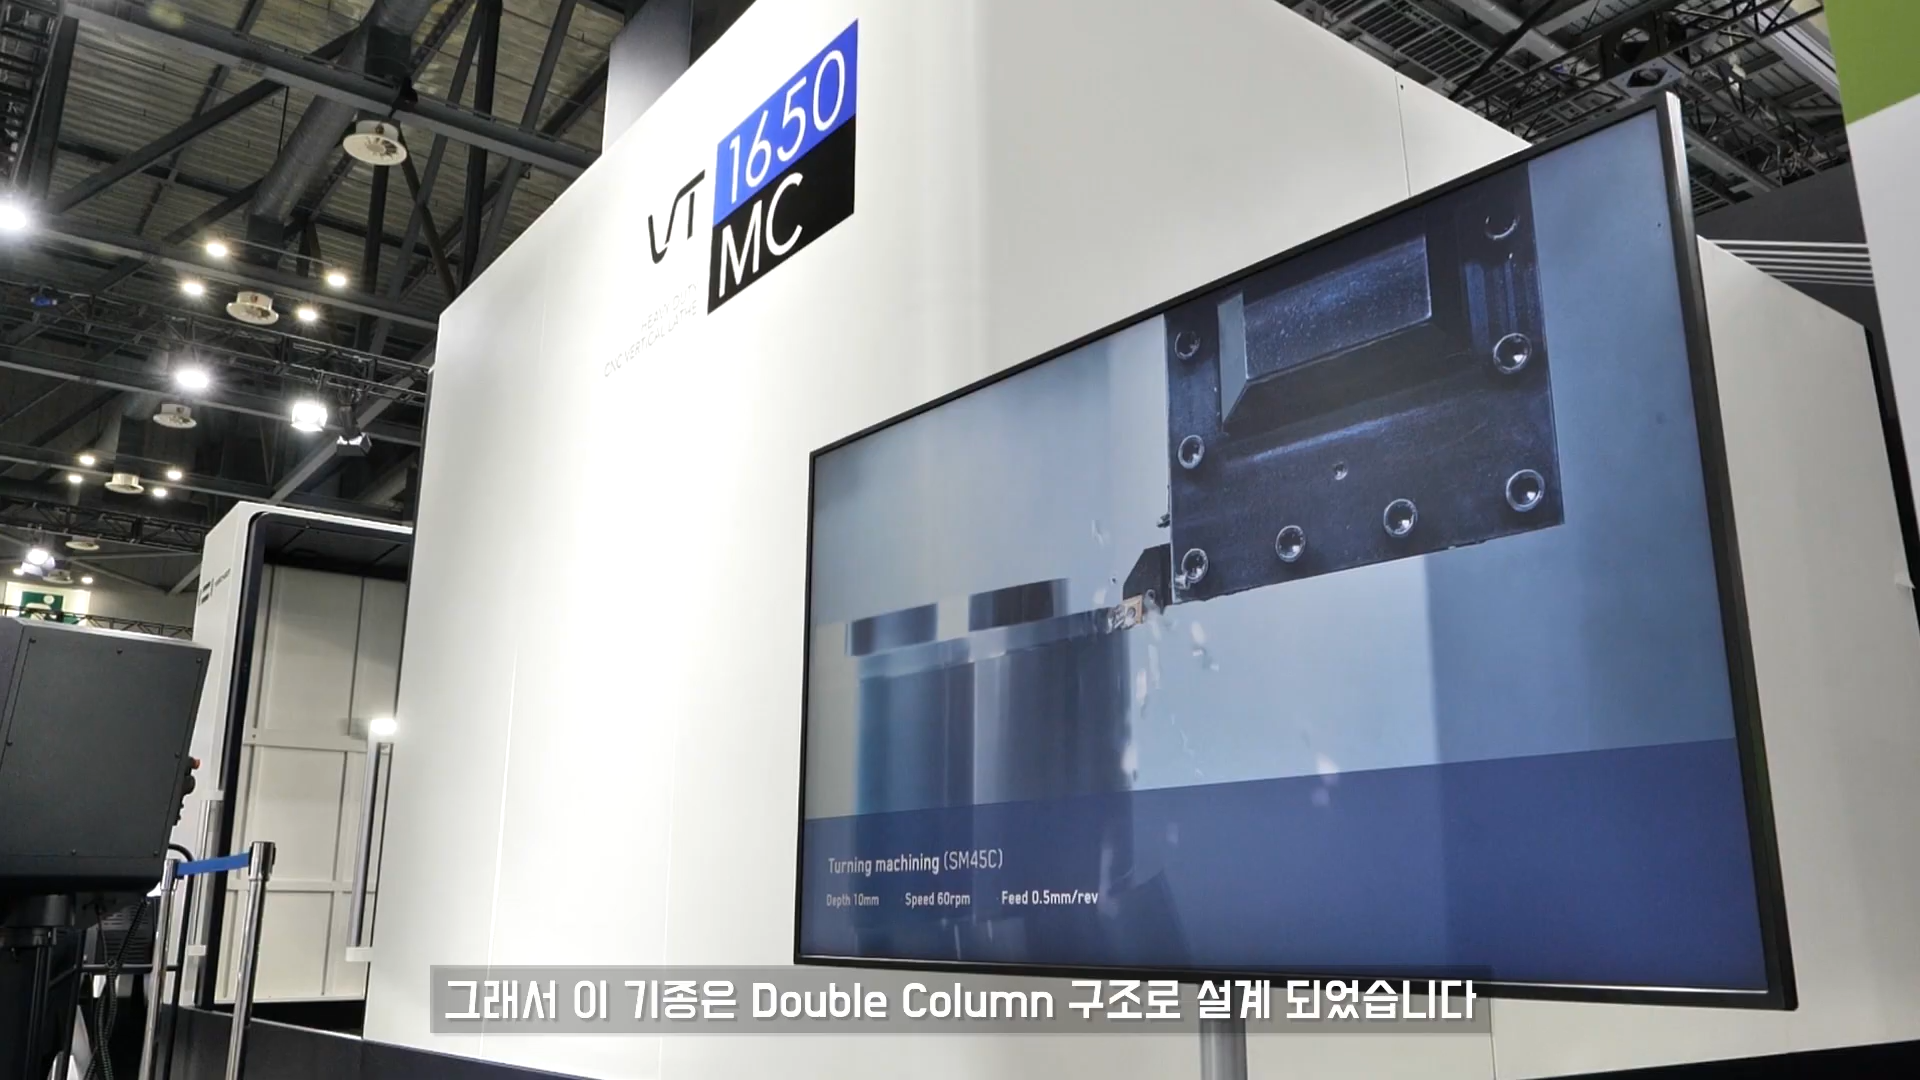 VT 1650
MC
HEAVY DUTY
CNC VERTICAL LATHE
Turning machining (SM45C)
Depth 10mm Speed 60rpm Feed 0.5mm/rev
그래서 이 기종은 Double Column 구조로 설계 되었습니다